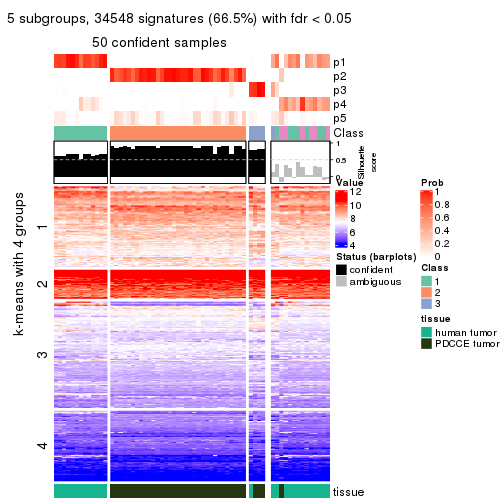 5 subgroups, 34548 signatures (66.5%) with fdr < 0.05
50 confident samples
p1
p2
p3
p4
p5
Class
1
0.5
0
Silhouette
score
k-means with 4 groups
1
2
3
4
tissue
Value
12
10
8
6
4
Status (barplots)
confident
ambiguous
Prob
1
0.8
0.6
0.4
0.2
0
Class
1
2
3
tissue
human tumor
PDCCE tumor